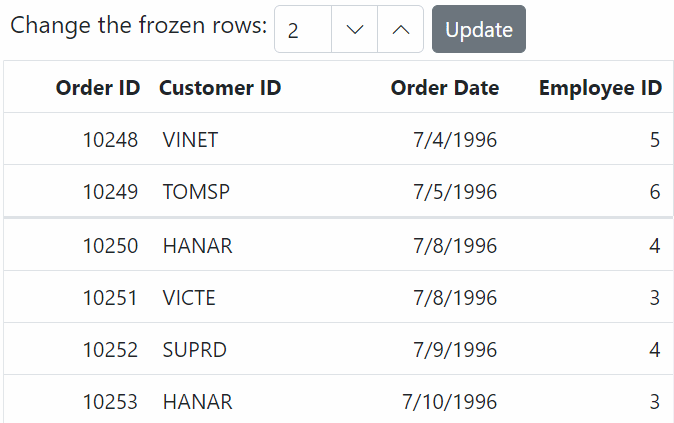 Change the frozen rows: 2 Update
Order ID Customer ID Order Date Employee ID
10248 VINET 7/4/1996 5
10249 TOMSP 7/5/1996 6
10250 HANAR 7/8/1996 4
10251 VICTE 7/8/1996 3
10252 SUPRD 7/9/1996 4
10253 HANAR 7/10/1996 3